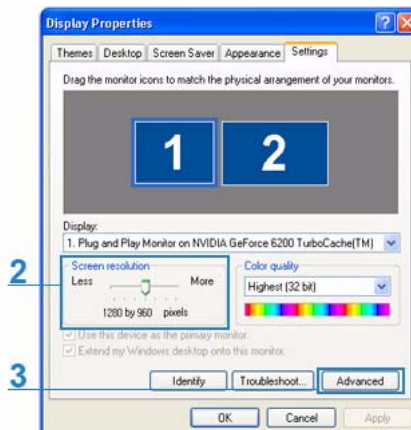 Display Properties
Themes Desktop Screen Saver Appearance Settings
Drag the monitor icons to match the physical arrangement of your monitors.
1 2
Display:
1. Plug and Play Monitor on NVIDIA GeForce 6200 TurboCache(TM)
2
Screen resolution
Less More
1280 by 960 pixels
Color quality
Highest (32 bit)
Use this device as the primary monitor.
Extend my Windows desktop onto this monitor.
3
Identify Troubleshoot... Advanced
OK Cancel Apply